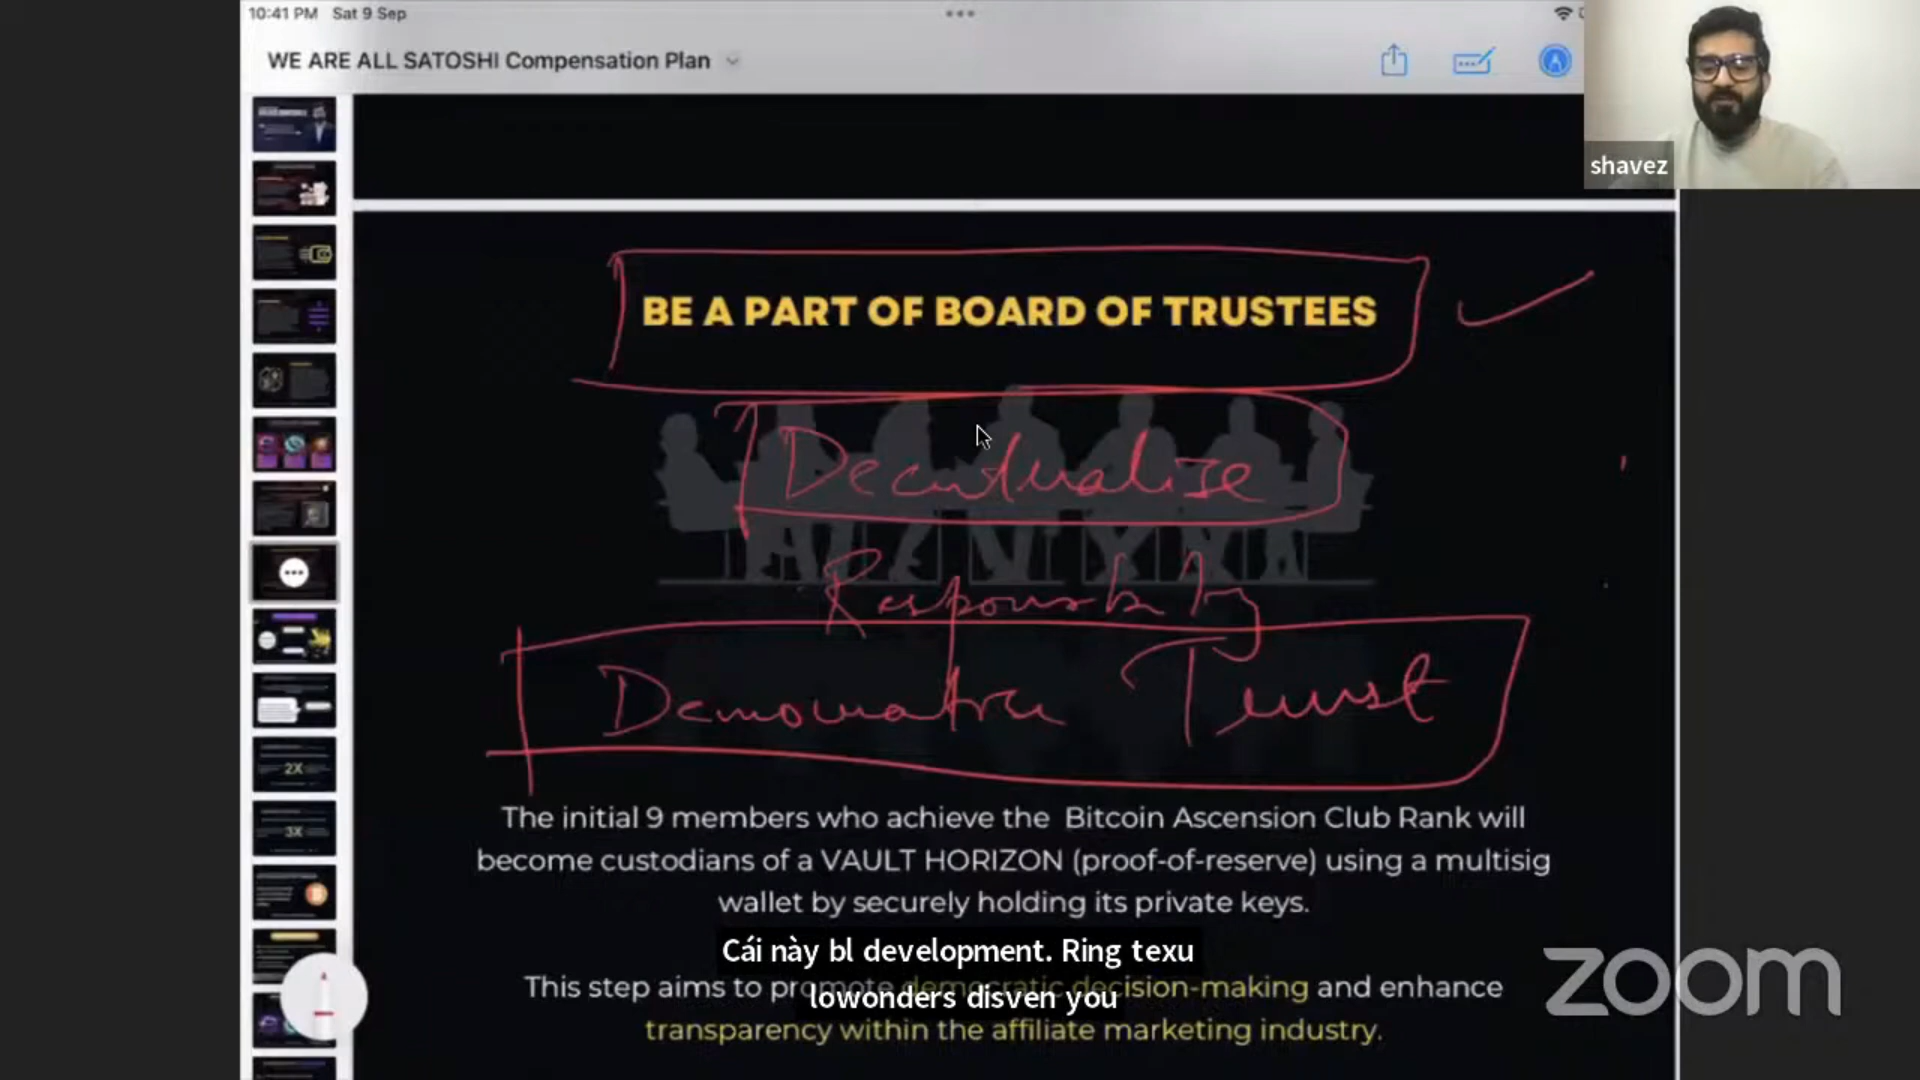 10:41 PM Sat 9 Sep
WE ARE ALL SATOSHI Compensation Plan
shavez
BE A PART OF BOARD OF TRUSTEES
Decentralize
Responsibility
Democratic Trust
2X
3X
The initial 9 members who achieve the Bitcoin Ascension Club Rank will
become custodians of a VAULT HORIZON (proof-of-reserve) using a multisig
wallet by securely holding its private keys.
Cái này bl development. Ring texu
lowonders disven you
This step aims to promote democratic decision-making and enhance
transparency within the affiliate marketing industry.
zoom